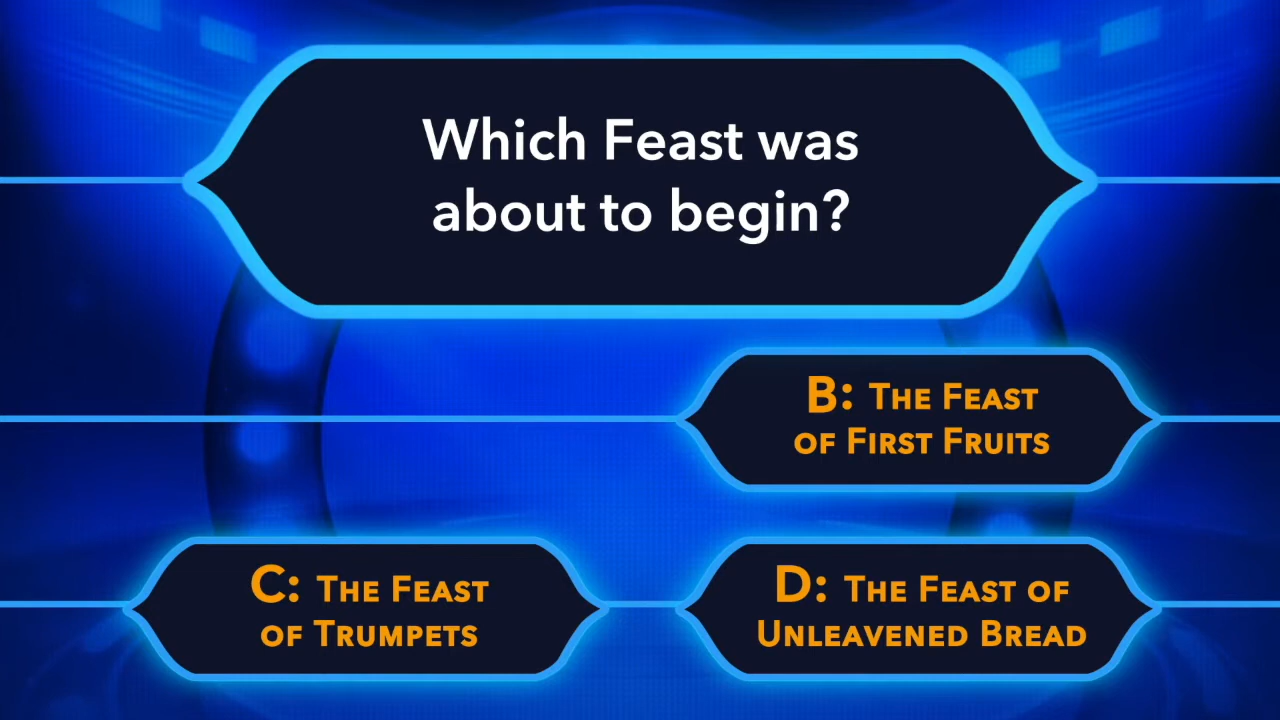 Which Feast was
about to begin?
B: The Feast
of First Fruits
C: The Feast
of Trumpets
D: The Feast of
Unleavened Bread